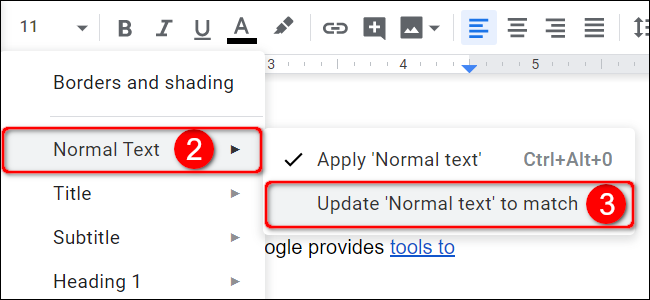 11 B I U A
3 4 5
Borders and shading
Normal Text 2
✓ Apply 'Normal text' Ctrl+Alt+0
Title
Update 'Normal text' to match 3
Subtitle
ogle provides tools to
Heading 1